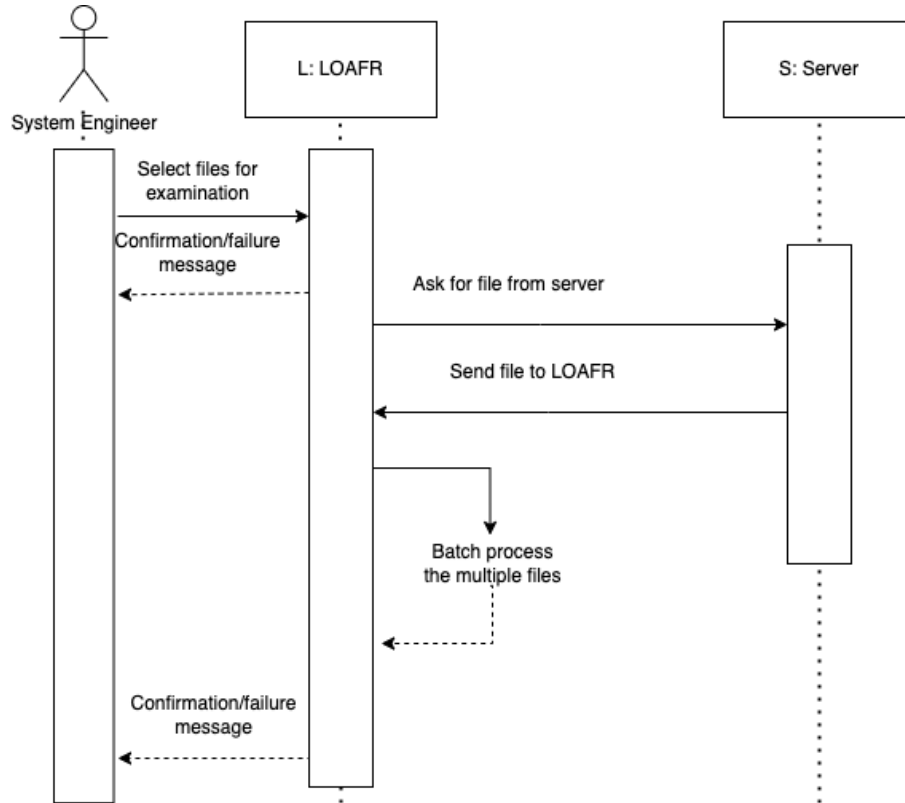 L: LOAFR
S: Server
System Engineer
Select files for
examination
Confirmation/failure
message
Ask for file from server
Send file to LOAFR
Batch process
the multiple files
Confirmation/failure
message